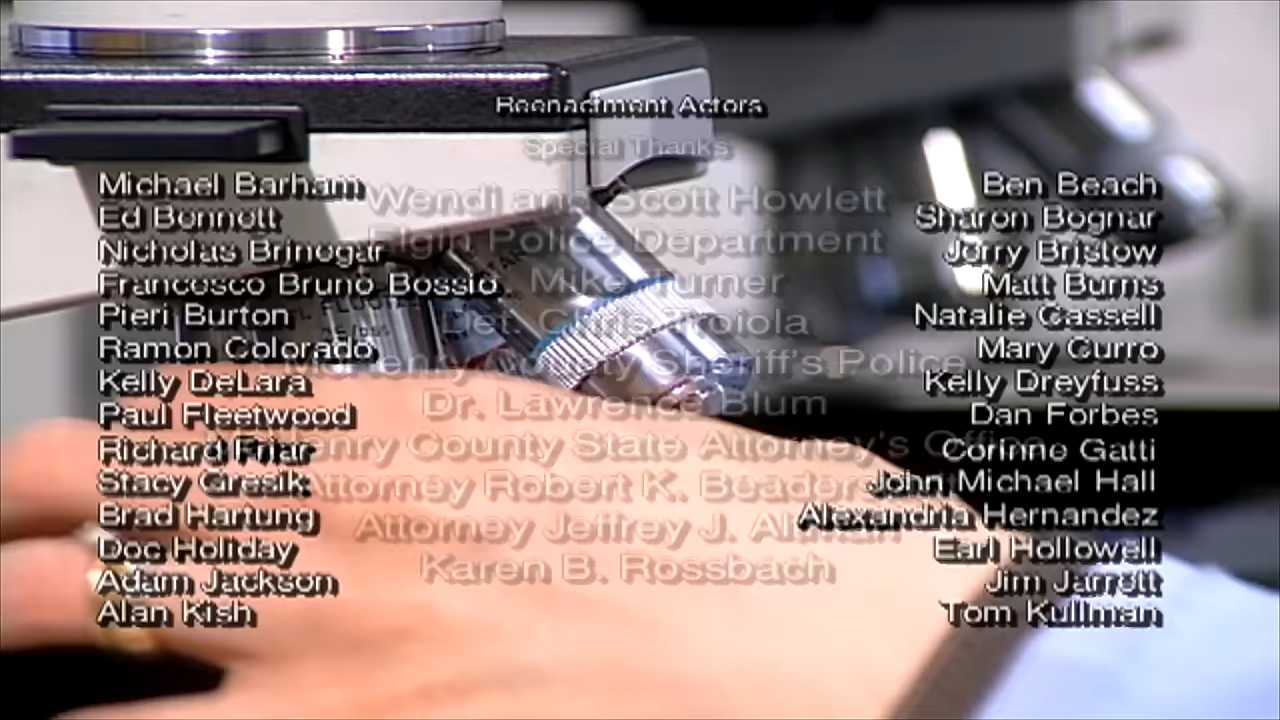 Reenactment Actors
Special Thanks
Michael Barham
Ben Beach
Wendi and Scott Howlett
Ed Bennett
Sharon Bognar
Elgin Police Department
Nicholas Brinegar
Jerry Bristow
Francesco Bruno Bossio
Matt Burns
Mike Turner
Pieri Burton
Natalie Cassell
Det. Chris
Ramon Colorado
Mary Curro
McHenry County Sheriff's Police
Kelly DeLara
Kelly Dreyfuss
Dr. Lawrence Blum
Paul Fleetwood
Dan Forbes
Richard Friar
Corinne Gatti
McHenry County State Attorney's Office
Stacy Gresik
John Michael Hall
Attorney Robert K.
Brad Hartung
Alexandria Hernandez
Attorney Jeffrey J. Altman
Doc Holiday
Earl Hollowell
Karen B. Rossbach
Adam Jackson
Jim Jarrett
Alan Kish
Tom Kullman